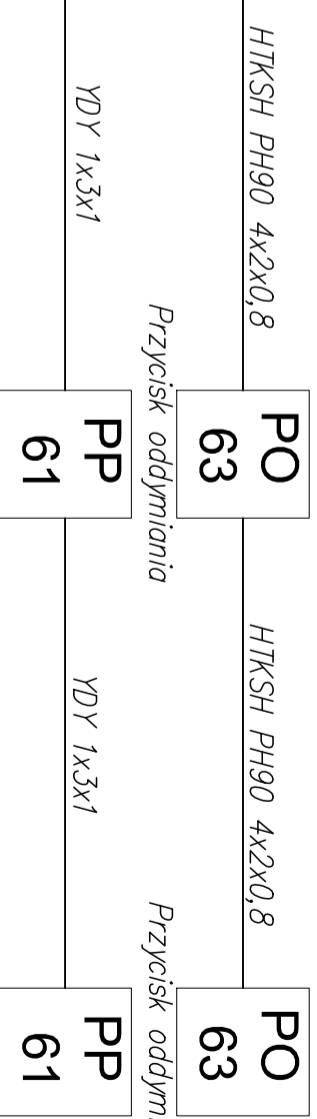 HTKSH PH90 4x2x0,8
PO
63
HTKSH PH90 4x2x0,8
PO
63
Przycisk oddymiania
Przycisk oddym
YDY 1x3x1
PP
61
YDY 1x3x1
PP
61